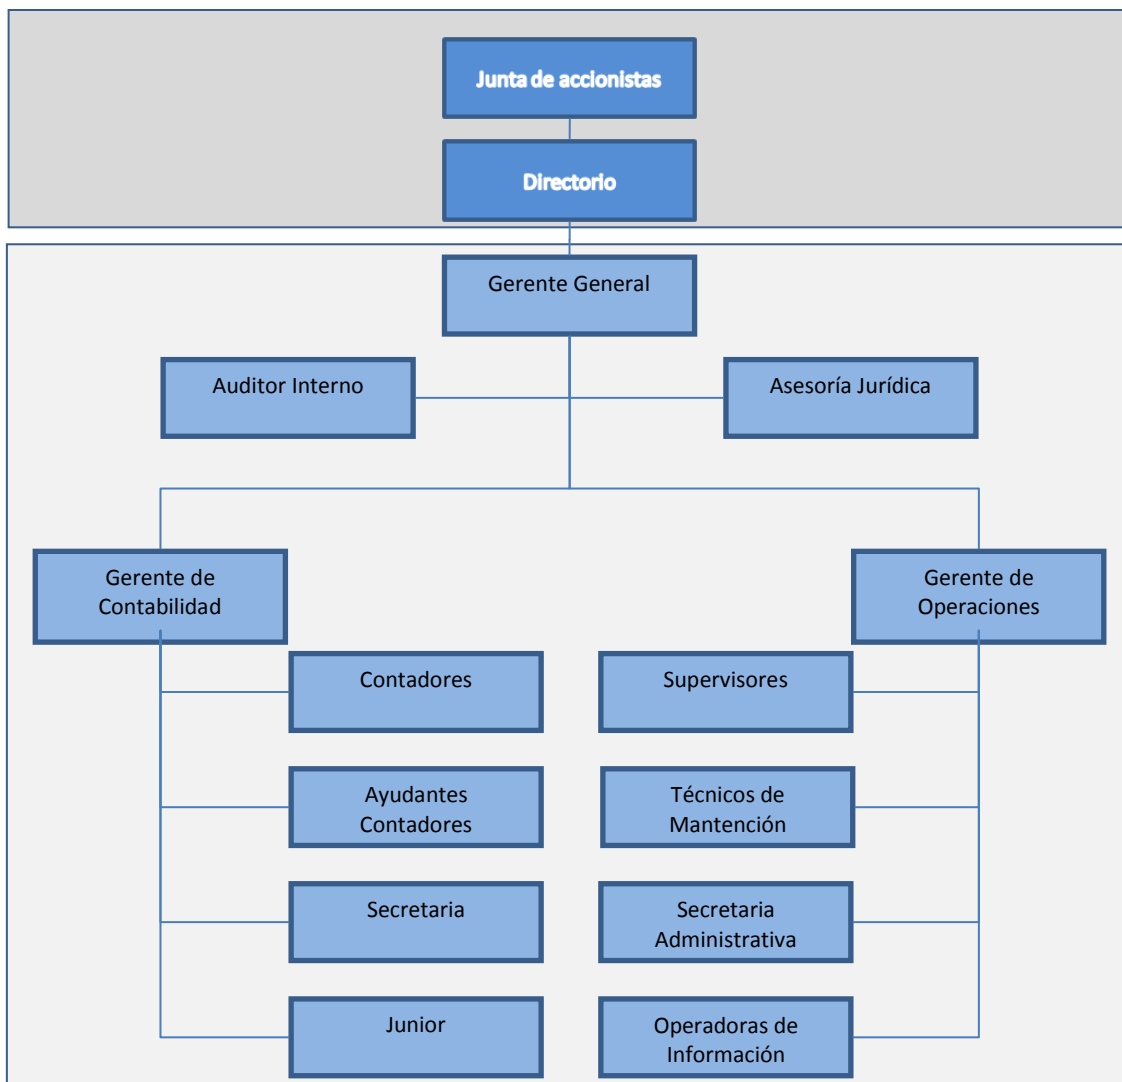 Junta de accionistas
Directorio
Gerente General
Auditor Interno
Asesoría Jurídica
Gerente de
Contabilidad
Gerente de
Operaciones
Contadores
Supervisores
Ayudantes
Contadores
Técnicos de
Mantención
Secretaria
Secretaria
Administrativa
Junior
Operadoras de
Información